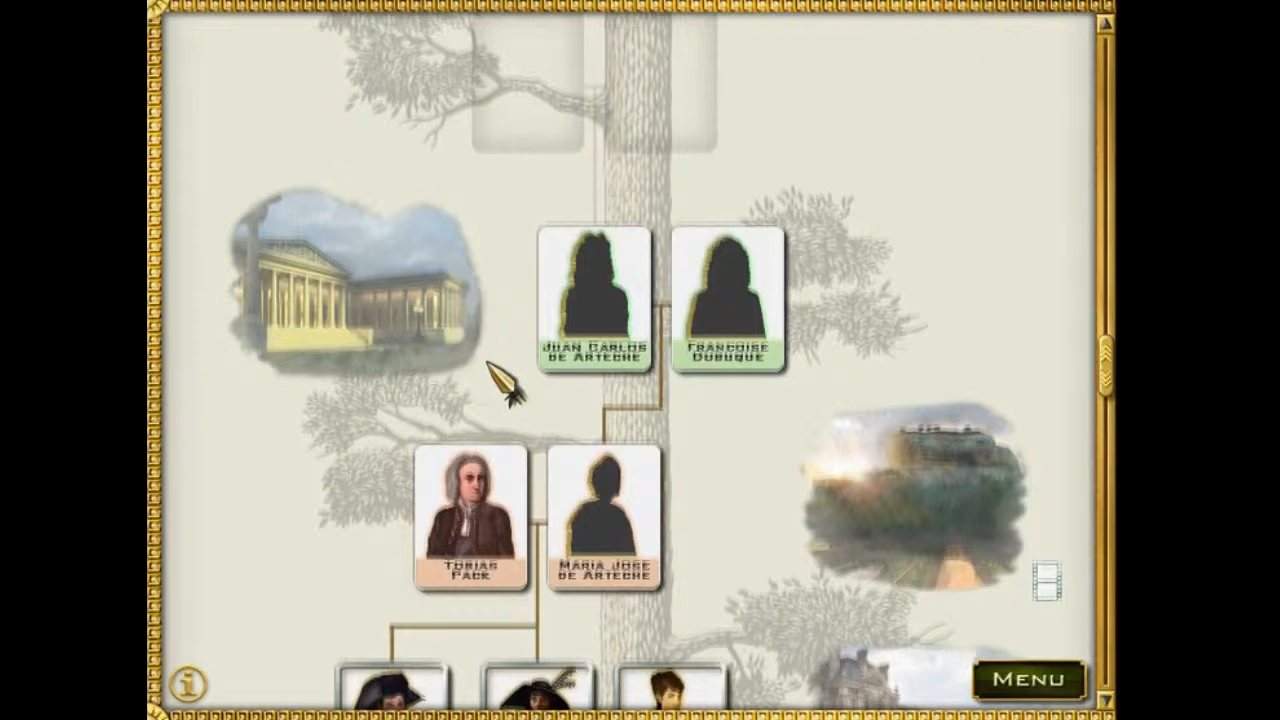 JUAN CARLOS
DE ARTECHE
FRANCOISE
DUBUQUE
TOBIAS
PACK
MARIA JOSE
DE ARTECHE
MENU